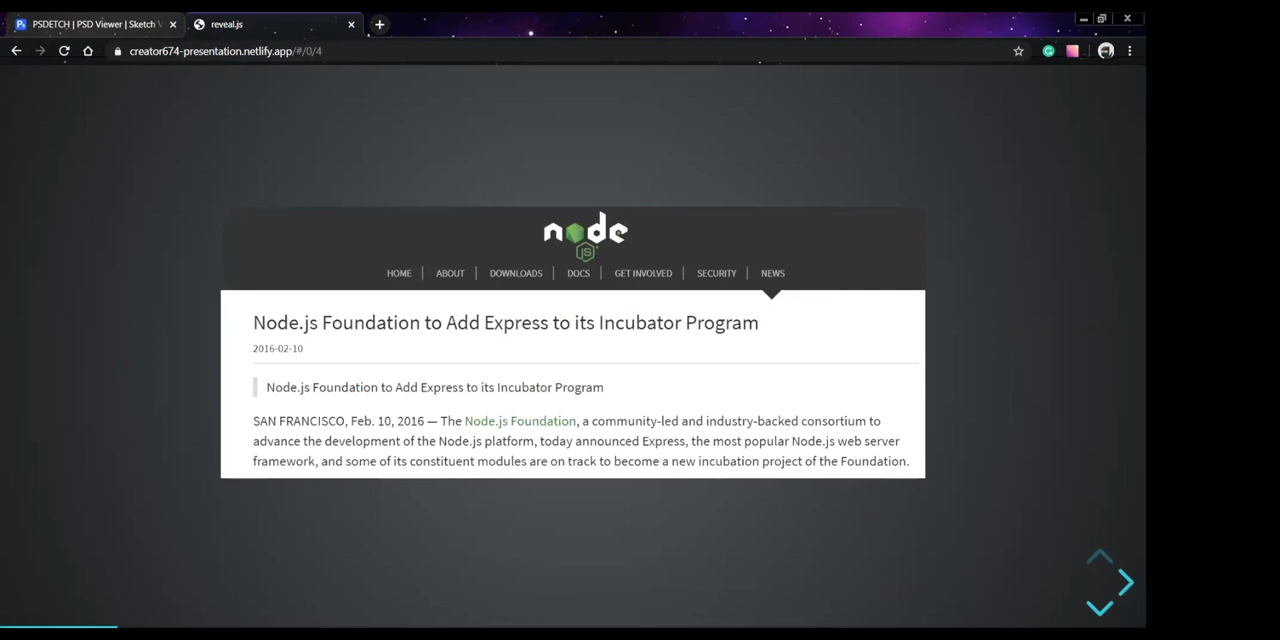 PSDETCH | PSD Viewer | Sketch V
reveal.js
creator674-presentation.netlify.app/#/0/4
node
JS
HOME ABOUT DOWNLOADS DOCS GET INVOLVED SECURITY NEWS
Node.js Foundation to Add Express to its Incubator Program
2016-02-10
Node.js Foundation to Add Express to its Incubator Program
SAN FRANCISCO, Feb. 10, 2016 — The Node.js Foundation, a community-led and industry-backed consortium to
advance the development of the Node.js platform, today announced Express, the most popular Node.js web server
framework, and some of its constituent modules are on track to become a new incubation project of the Foundation.